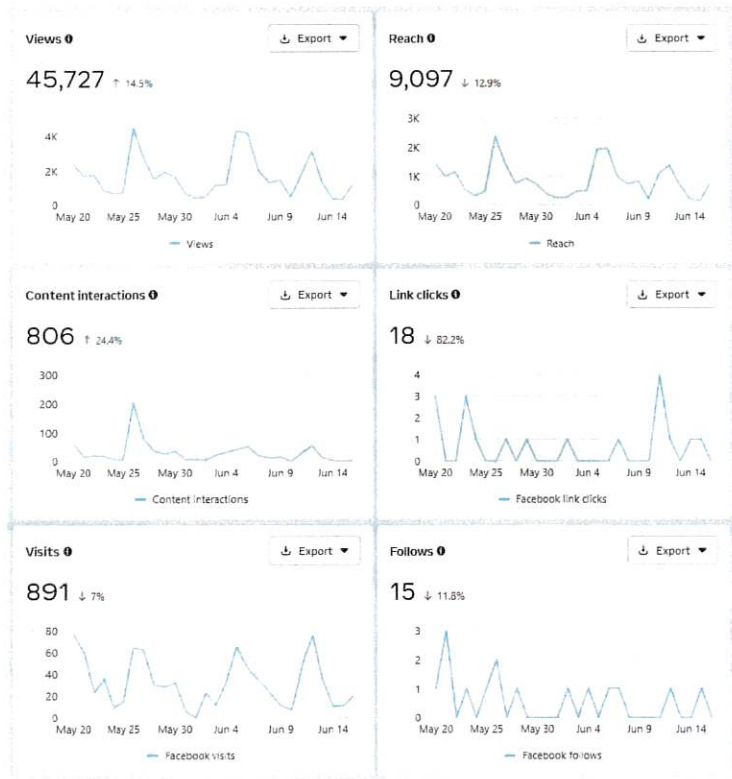 Views
Export
45,727 ↑ 14.5%
4K
2K
0
May 20 May 25 May 30 Jun 4 Jun 9 Jun 14
Views
Reach
Export
9,097 ↓ 12.9%
3K
2K
1K
0
May 20 May 25 May 30 Jun 4 Jun 9 Jun 14
Reach
Content interactions
Export
806 ↑ 24.4%
300
200
100
0
May 20 May 25 May 30 Jun 4 Jun 9 Jun 14
Content interactions
Link clicks
Export
18 ↓ 82.2%
4
3
2
1
0
May 20 May 25 May 30 Jun 4 Jun 9 Jun 14
Facebook link clicks
Visits
Export
891 ↓ 7%
80
60
40
20
0
May 20 May 25 May 30 Jun 4 Jun 9 Jun 14
Facebook visits
Follows
Export
15 ↓ 11.8%
3
2
1
0
May 20 May 25 May 30 Jun 4 Jun 9 Jun 14
Facebook follows